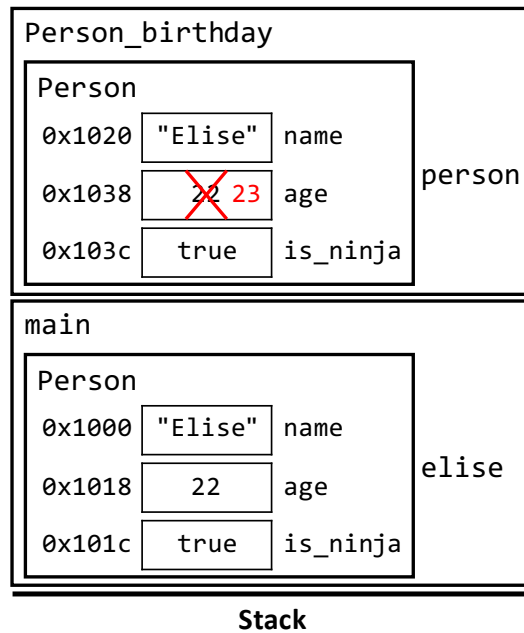 Person_birthday
Person
0x1020 "Elise" name
0x1038 22 23 age
person
0x103c true is_ninja
main
Person
0x1000 "Elise" name
0x1018 22 age
elise
0x101c true is_ninja
Stack